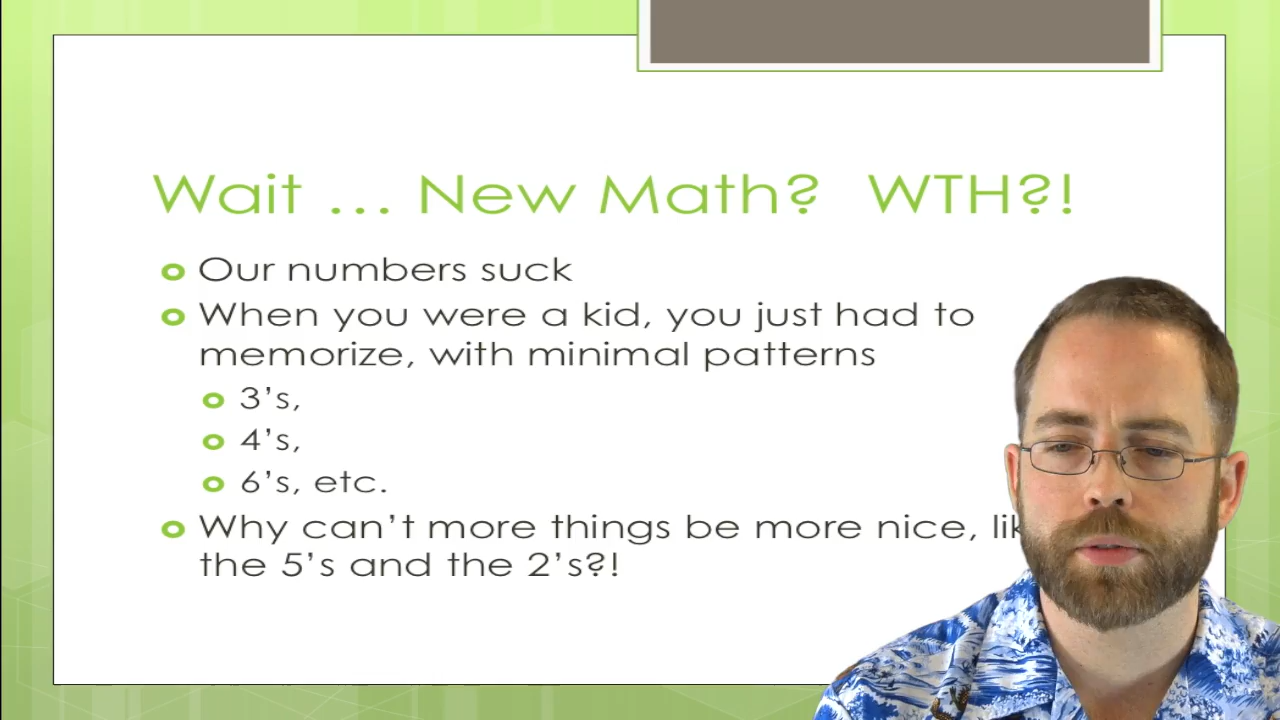 Wait … New Math?  WTH?!
Our numbers suck
When you were a kid, you just had to
memorize, with minimal patterns
3’s,
4’s,
6’s, etc.
Why can’t more things be more nice,
the 5’s and the 2’s?!